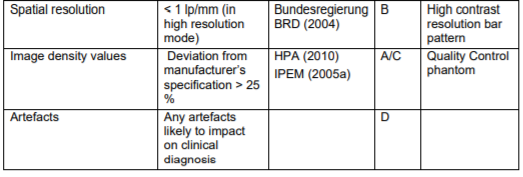 Spatial resolution
< 1 lp/mm (in
high resolution
mode)
Bundesregierung
BRD (2004)
B
High contrast
resolution bar
pattern
Image density values
Deviation from
manufacturer's
specification > 25
%
HPA (2010)
IPEM (2005a)
A/C
Quality Control
phantom
Artefacts
Any artefacts
likely to impact
on clinical
diagnosis
D